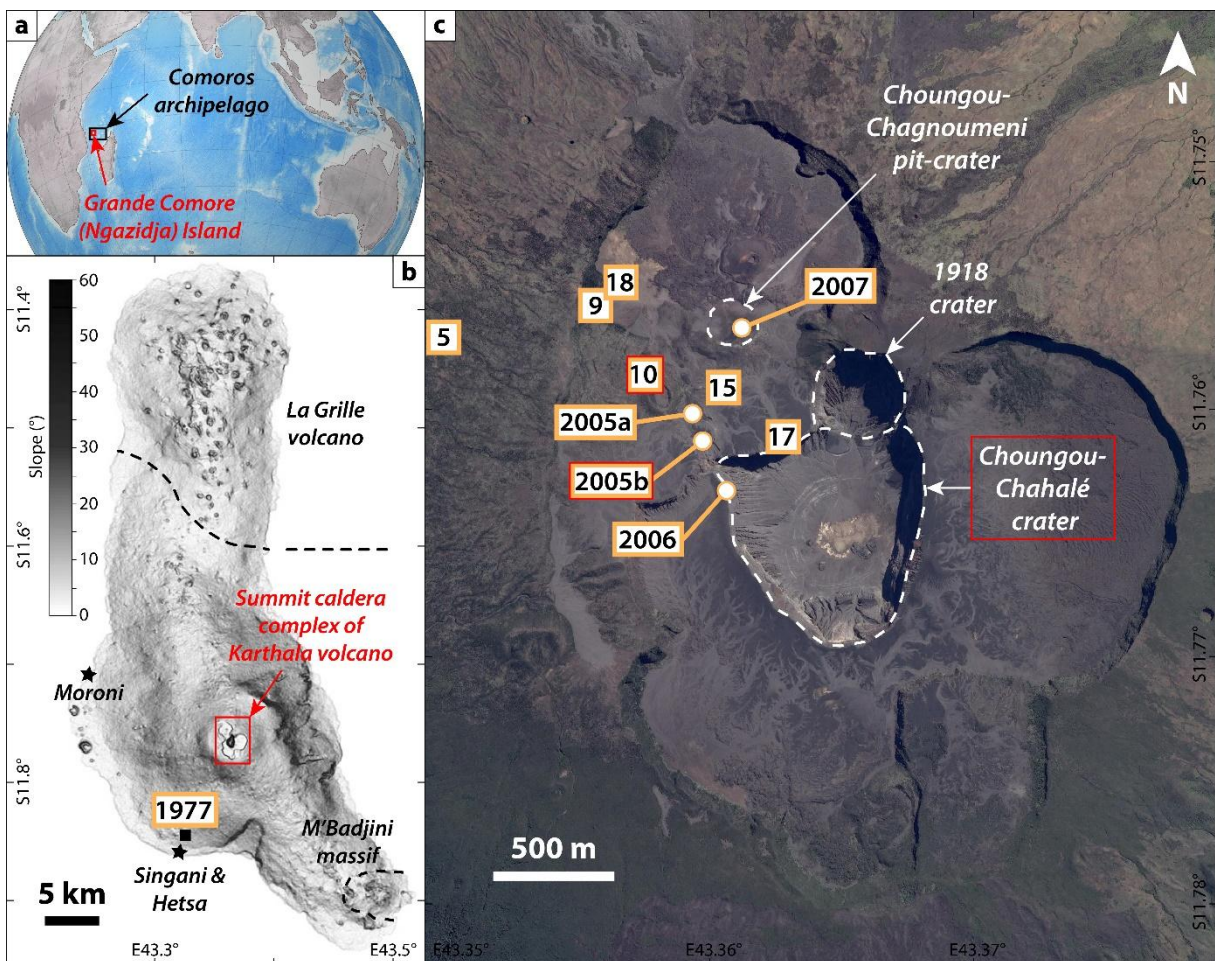 a
Comoros
archipelago
Grande Comore
(Ngazidja) Island
b
60
50
40
30
20
10
0
Slope (°)
S11.4°
S11.6°
S11.8°
La Grille
volcano
Summit caldera
complex of
Karthala volcano
Moroni
1977
M'Badjini
massif
Singani &
Hetsa
5 km
E43.3°
E43.5°
c
N
Choungou-
Chagnoumeni
pit-crater
1918
crater
18
9
2007
5
10
15
2005a
17
2005b
2006
Choungou-
Chahalé
crater
500 m
S11.75°
S11.76°
S11.77°
S11.78°
E43.35°
E43.36°
E43.37°